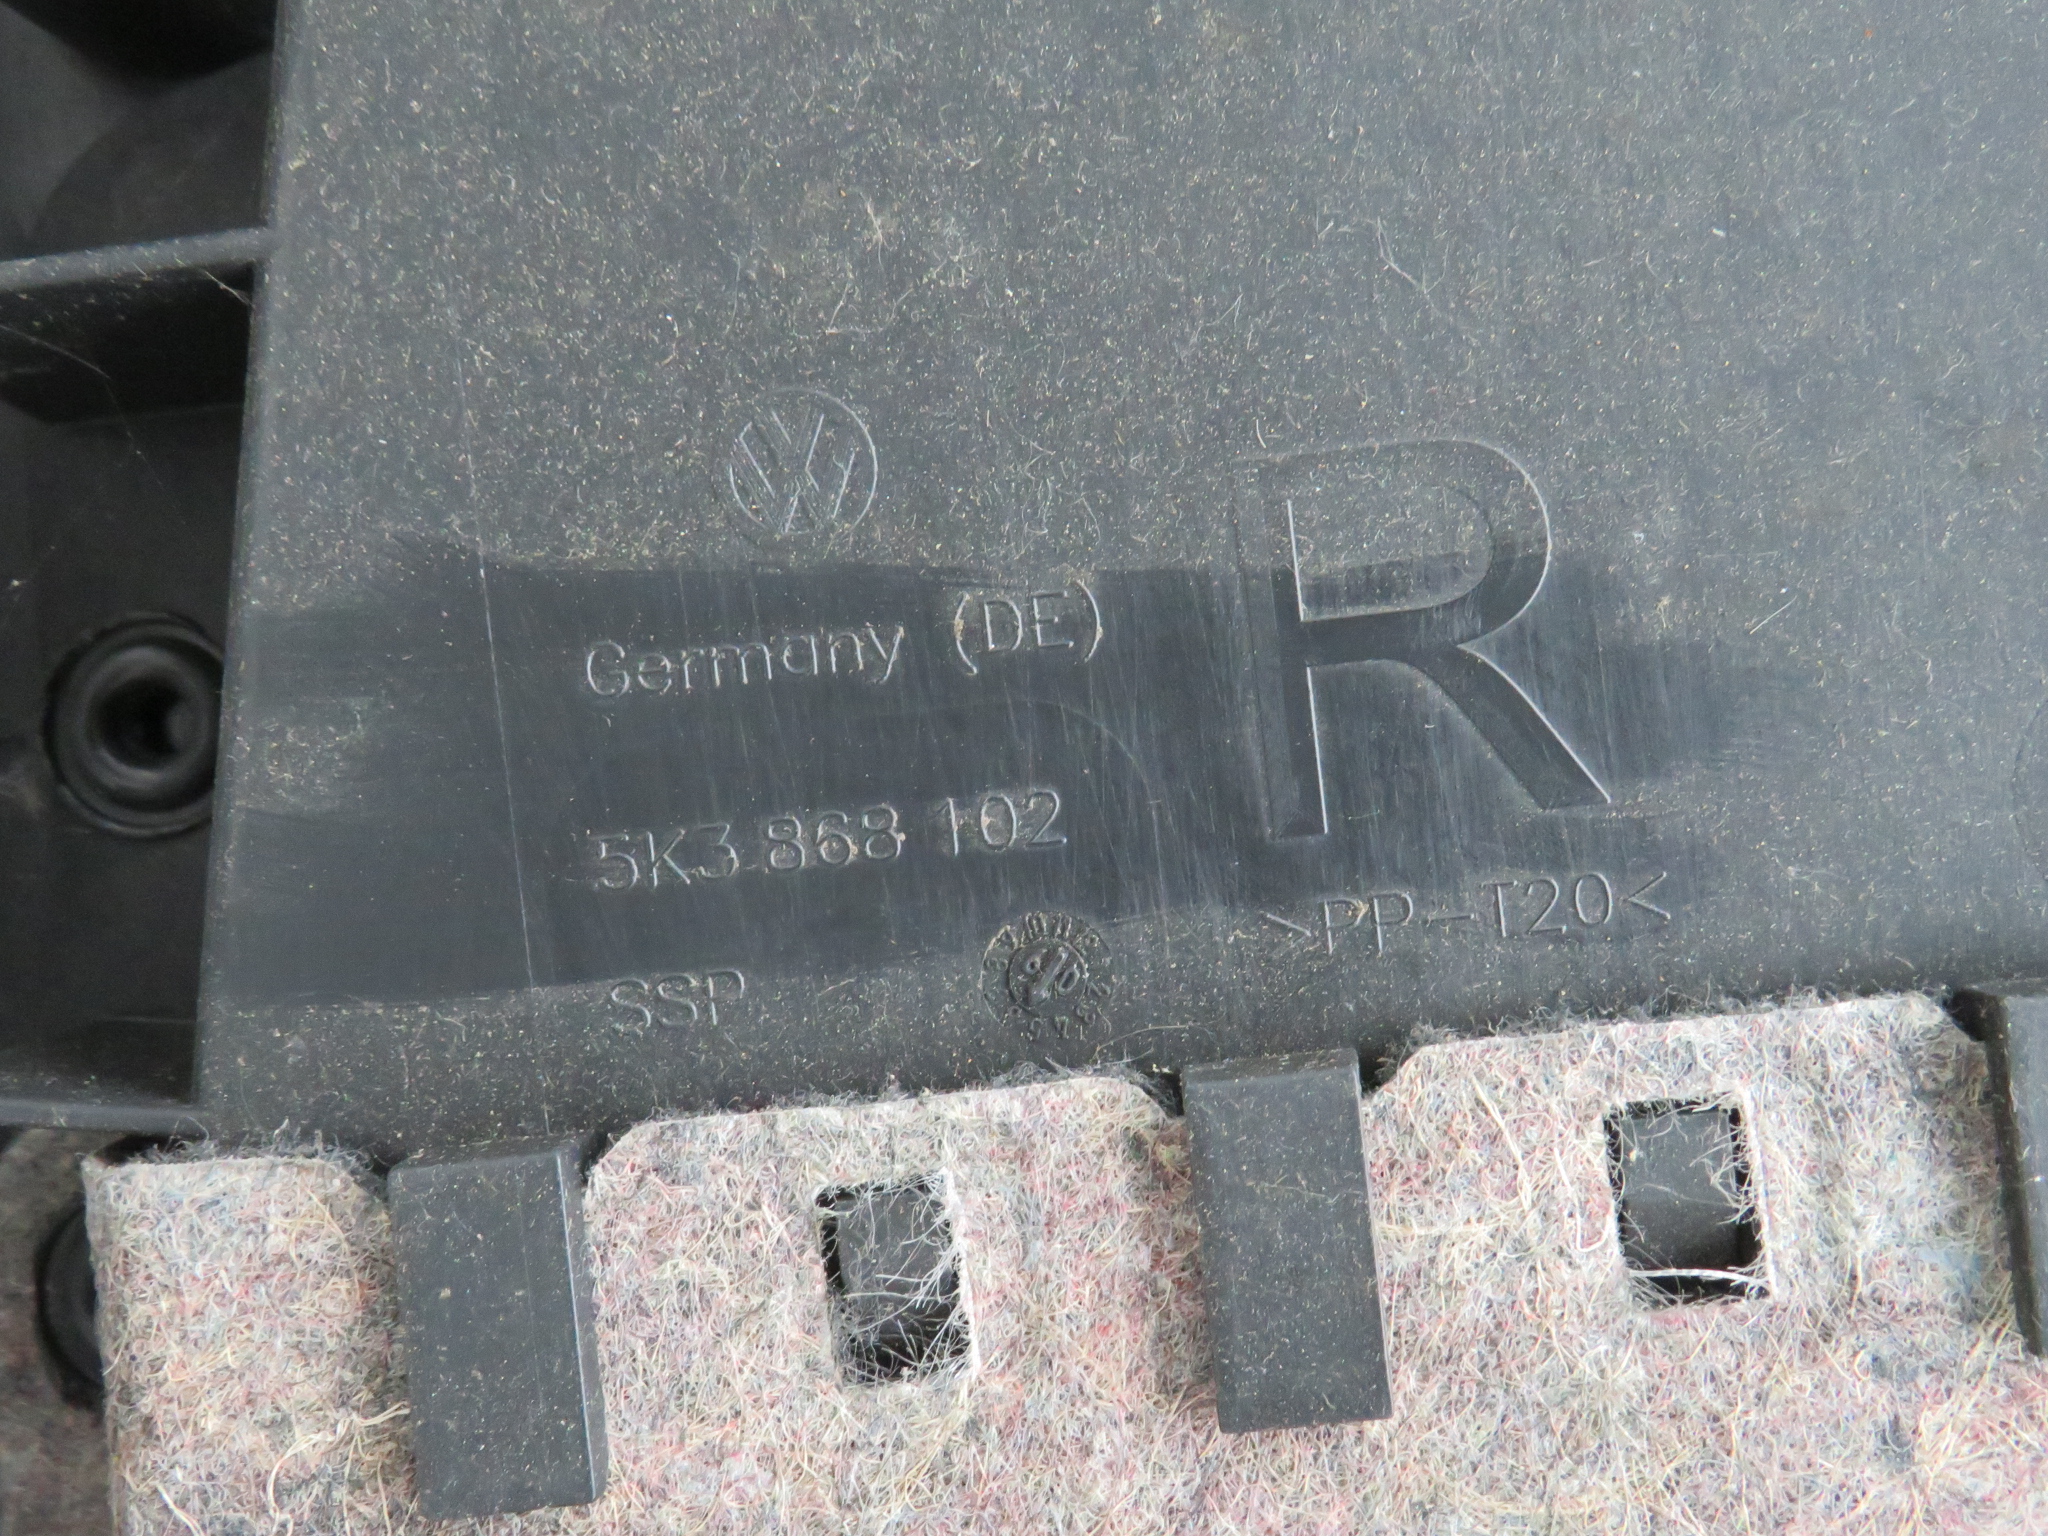 Germany (DE)
R
5K3 868 102
>PP-T20<
SSP